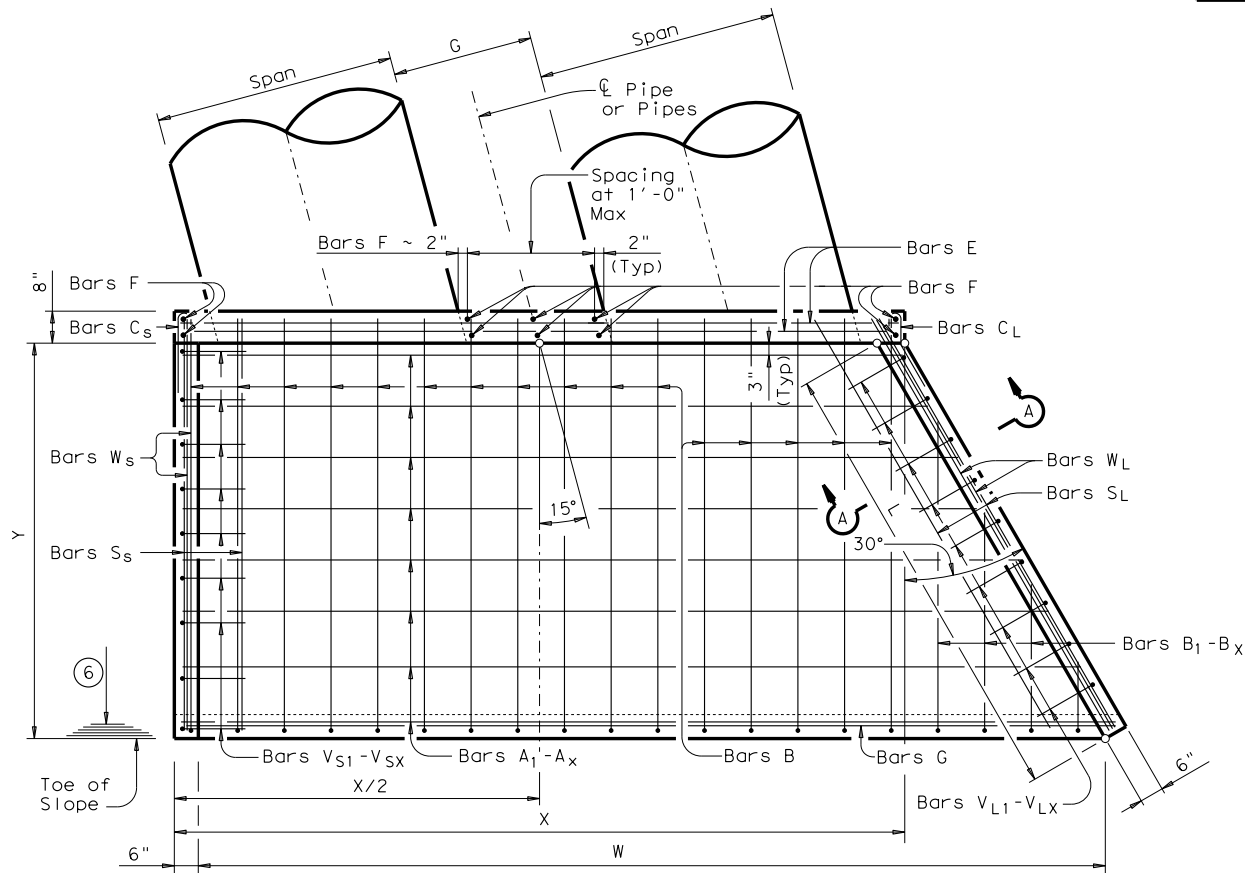 Span
G
Span
℄ Pipe
or Pipes
Spacing
at 1'-0"
Max
Bars F ~ 2"
2"
(Typ)
Bars E
8"
Bars F
Bars F
Bars CS
Bars CL
3"
(Typ)
A
Bars WS
Bars WL
Bars SL
A
L
15°
30°
Y
Bars SS
Bars B1-BX
6
Bars VS1-VSX
Bars A1-Ax
Bars B
Bars G
Toe of
Slope
X/2
6"
Bars VL1-VLX
X
6"
W